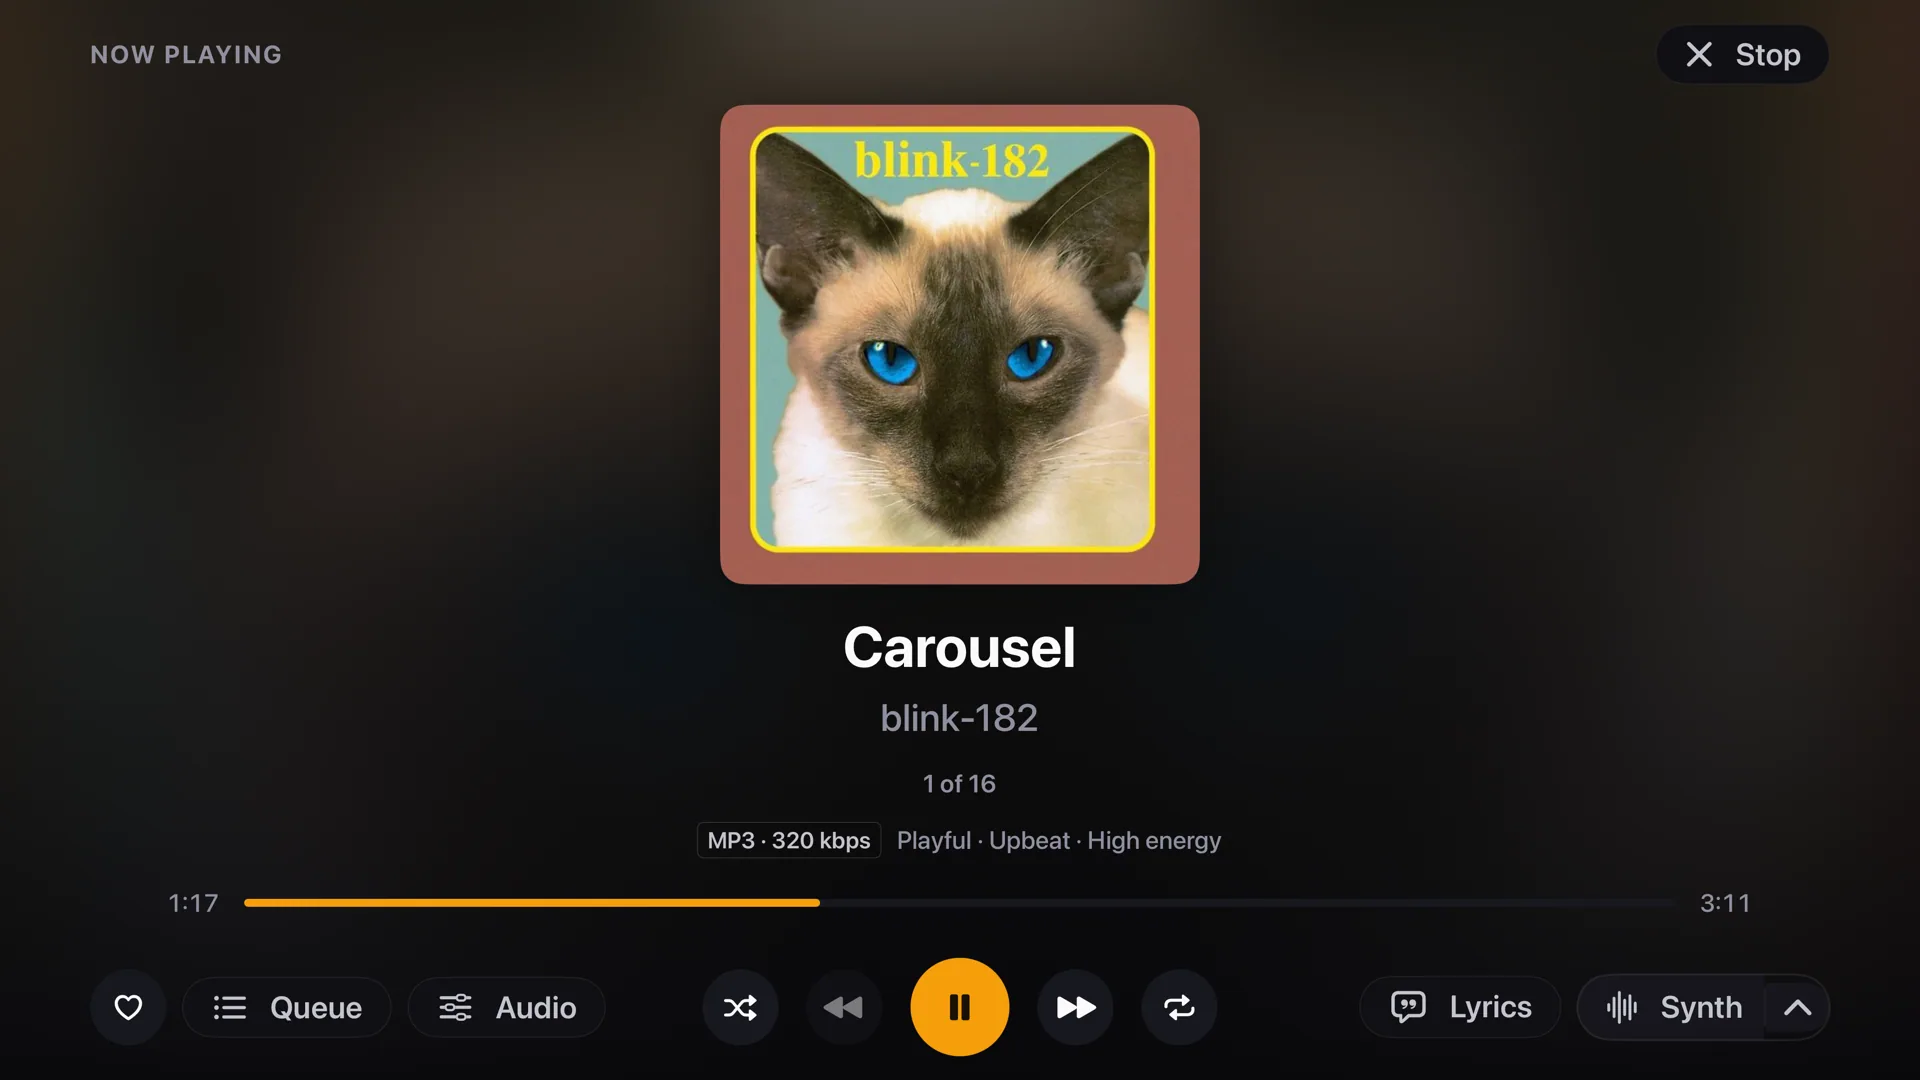 NOW PLAYING
Stop
blink-182
Carousel
blink-182
1 of 16
MP3 · 320 kbps
Playful · Upbeat · High energy
1:17
3:11
Queue
Audio
Lyrics
Synth